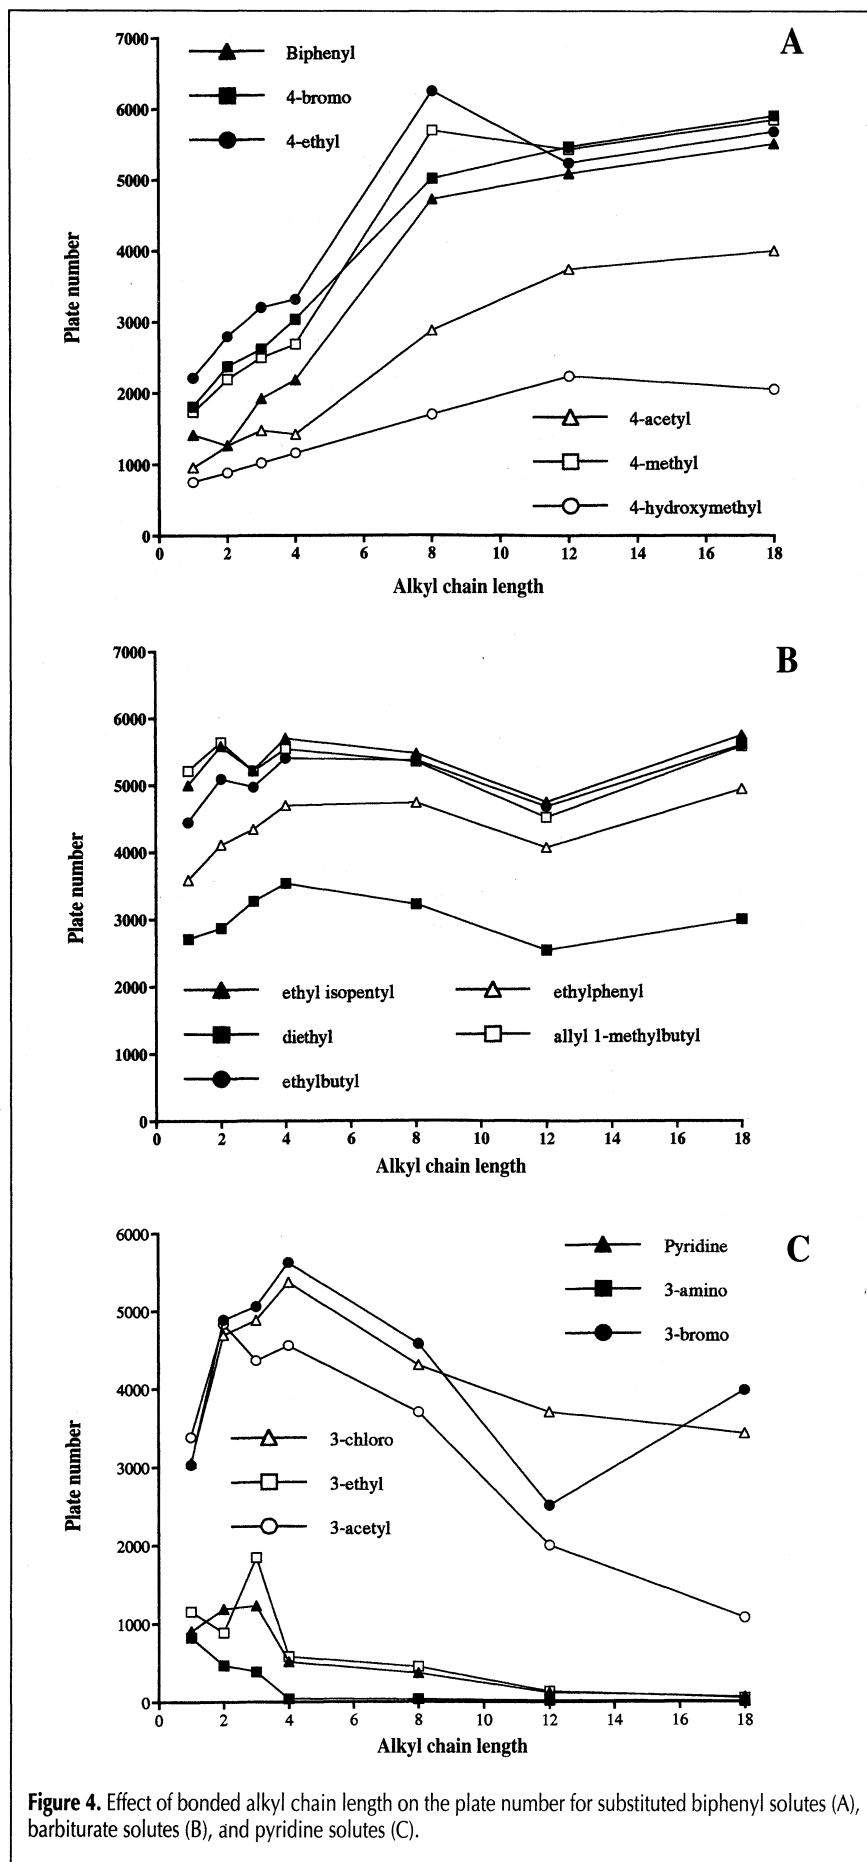 A
7000
6000
5000
4000
3000
2000
1000
0
Plate number
Biphenyl
4-bromo
4-ethyl
4-acetyl
4-methyl
4-hydroxymethyl
0 2 4 6 8 10 12 14 16 18
Alkyl chain length
B
7000
6000
5000
4000
3000
2000
1000
0
Plate number
ethyl isopentyl
diethyl
ethylbutyl
ethylphenyl
allyl 1-methylbutyl
0 2 4 6 8 10 12 14 16 18
Alkyl chain length
C
6000
5000
4000
3000
2000
1000
0
Plate number
Pyridine
3-amino
3-bromo
3-chloro
3-ethyl
3-acetyl
0 2 4 6 8 10 12 14 16 18
Alkyl chain length
Figure 4. Effect of bonded alkyl chain length on the plate number for substituted biphenyl solutes (A),
barbiturate solutes (B), and pyridine solutes (C).